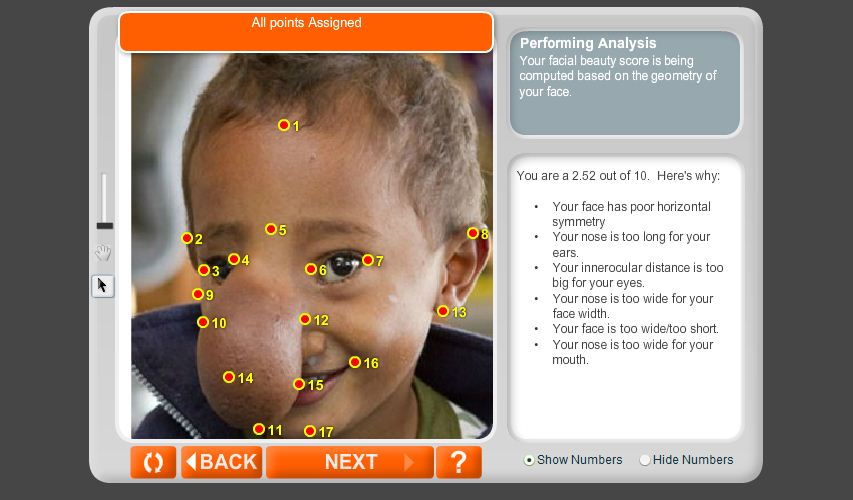 All points Assigned
Performing Analysis
Your facial beauty score is being
computed based on the geometry of
your face.
You are a 2.52 out of 10.  Here's why:
• Your face has poor horizontal
symmetry
• Your nose is too long for your
ears.
• Your innerocular distance is too
big for your eyes.
• Your nose is too wide for your
face width.
• Your face is too wide/too short.
• Your nose is too wide for your
mouth.
1
2
5
8
4
3
6
7
9
10
12
13
14
15
16
11
17
BACK
NEXT
?
Show Numbers
Hide Numbers